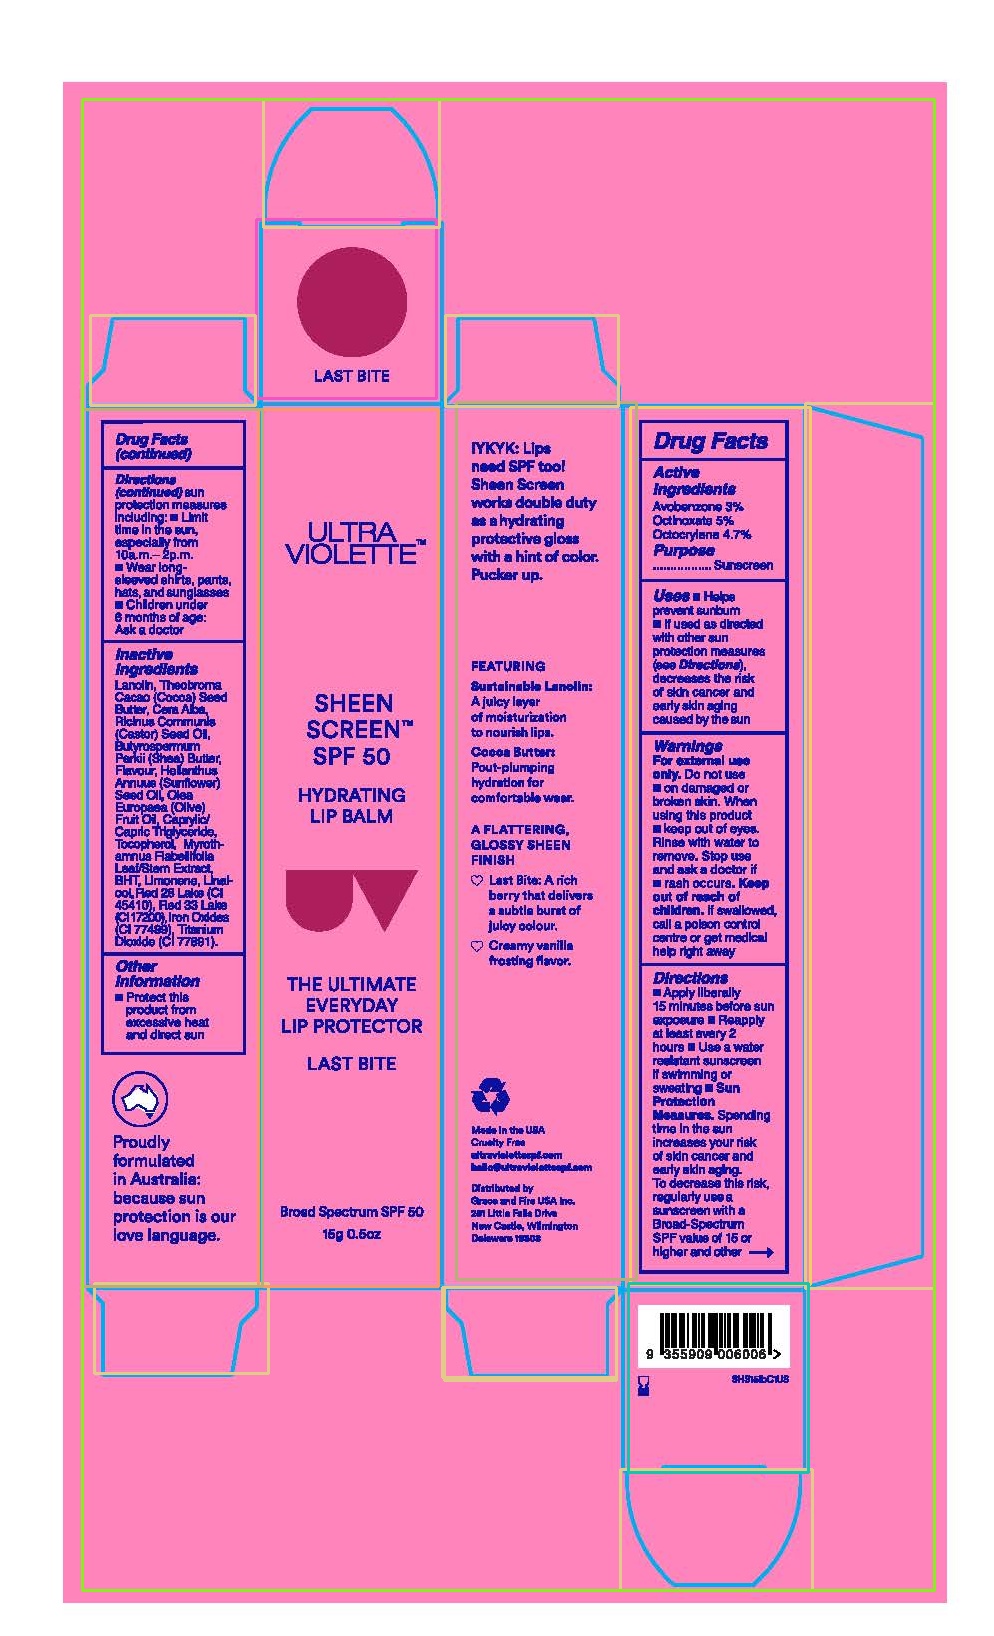 LAST BITE
Drug Facts
(continued)
Directions
(continued) sun
protection measures
including: ■ Limit
time in the sun,
especially from
10a.m.– 2p.m.
■ Wear long-
sleeved shirts, pants,
hats, and sunglasses
■ Children under
6 months of age:
Ask a doctor
Inactive
Ingredients
Lanolin, Theobroma
Cacao (Cocoa) Seed
Butter, Cera Alba,
Ricinus Communis
(Castor) Seed Oil,
Butyrospermum
Parkii (Shea) Butter,
Flavour, Helianthus
Annuus (Sunflower)
Seed Oil, Olea
Europaea (Olive)
Fruit Oil, Caprylic/
Capric Triglyceride,
Tocopherol, Myroth-
amnus Flabellifolia
Leaf/Stem Extract,
BHT, Limonene, Linal-
ool, Red 28 Lake (CI
45410), Red 33 Lake
(CI17200), Iron Oxides
(CI 77499), Titanium
Dioxide (CI 77891).
Other
Information
■ Protect this
product from
excessive heat
and direct sun
Proudly
formulated
in Australia:
because sun
protection is our
love language.
ULTRA
VIOLETTE™
SHEEN
SCREEN™
SPF 50
HYDRATING
LIP BALM
THE ULTIMATE
EVERYDAY
LIP PROTECTOR
LAST BITE
Broad Spectrum SPF 50
15g 0.5oz
IYKYK: Lips
need SPF too!
Sheen Screen
works double duty
as a hydrating
protective gloss
with a hint of color.
Pucker up.
FEATURING
Sustainable Lanolin:
A juicy layer
of moisturization
to nourish lips.
Cocoa Butter:
Pout-plumping
hydration for
comfortable wear.
A FLATTERING,
GLOSSY SHEEN
FINISH
♡ Last Bite: A rich
berry that delivers
a subtle burst of
juicy colour.
♡ Creamy vanilla
frosting flavor.
Made in the USA
Cruelty Free
ultraviolettespf.com
hello@ultraviolettespf.com
Distributed by
Grace and Fire USA Inc.
251 Little Falls Drive
New Castle, Wilmington
Delaware 19808
Drug Facts
Active
Ingredients
Avobenzone 3%
Octinoxate 5%
Octocrylene 4.7%
Purpose
................. Sunscreen
Uses ■ Helps
prevent sunburn
■ If used as directed
with other sun
protection measures
(see Directions),
decreases the risk
of skin cancer and
early skin aging
caused by the sun
Warnings
For external use
only. Do not use
■ on damaged or
broken skin. When
using this product
■ keep out of eyes.
Rinse with water to
remove. Stop use
and ask a doctor if
■ rash occurs. Keep
out of reach of
children. If swallowed,
call a poison control
centre or get medical
help right away
Directions
■ Apply liberally
15 minutes before sun
exposure ■ Reapply
at least every 2
hours ■ Use a water
resistant sunscreen
if swimming or
sweating ■ Sun
Protection
Measures. Spending
time in the sun
increases your risk
of skin cancer and
early skin aging.
To decrease this risk,
regularly use a
sunscreen with a
Broad-Spectrum
SPF value of 15 or
higher and other →
9 355909 006006 >